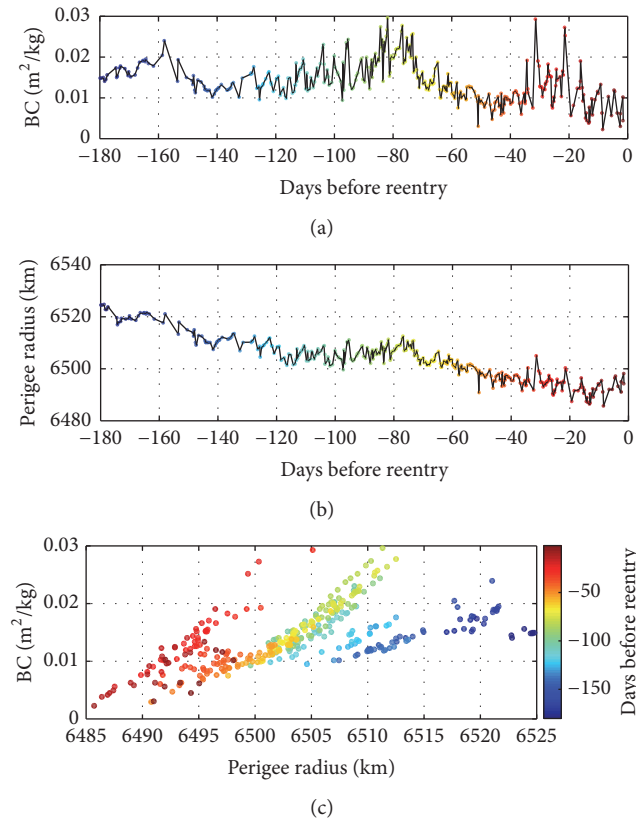 BC (m²/kg)
0.03
0.02
0.01
0
−180 −160 −140 −120 −100 −80 −60 −40 −20 0
Days before reentry
(a)
Perigee radius (km)
6540
6520
6500
6480
−180 −160 −140 −120 −100 −80 −60 −40 −20 0
Days before reentry
(b)
BC (m²/kg)
0.03
0.02
0.01
0
6485 6490 6495 6500 6505 6510 6515 6520 6525
Perigee radius (km)
−50
−100
−150
Days before reentry
(c)